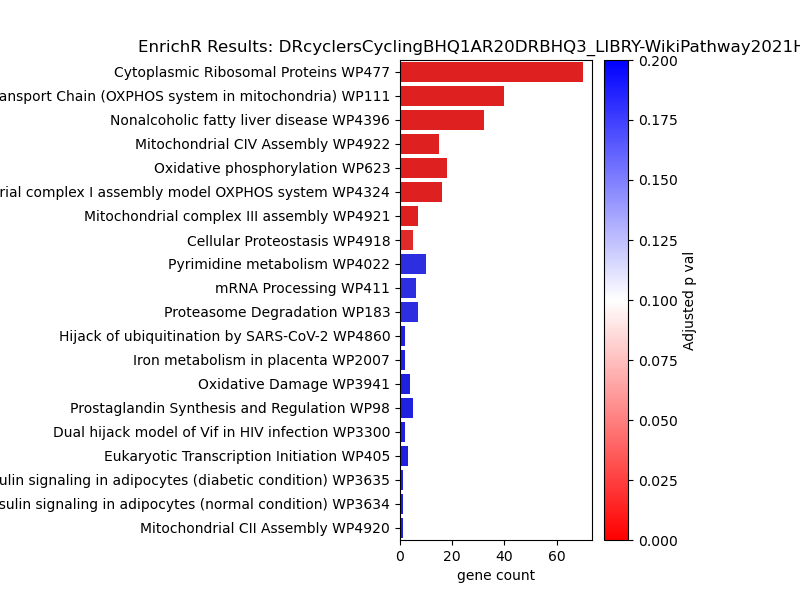 EnrichR Results: DRcyclersCyclingBHQ1AR20DRBHQ3_LIBRY-WikiPathway2021H
Cytoplasmic Ribosomal Proteins WP477
ansport Chain (OXPHOS system in mitochondria) WP111
Nonalcoholic fatty liver disease WP4396
Mitochondrial CIV Assembly WP4922
Oxidative phosphorylation WP623
rial complex I assembly model OXPHOS system WP4324
Mitochondrial complex III assembly WP4921
Cellular Proteostasis WP4918
Pyrimidine metabolism WP4022
mRNA Processing WP411
Proteasome Degradation WP183
Hijack of ubiquitination by SARS-CoV-2 WP4860
Iron metabolism in placenta WP2007
Oxidative Damage WP3941
Prostaglandin Synthesis and Regulation WP98
Dual hijack model of Vif in HIV infection WP3300
Eukaryotic Transcription Initiation WP405
ulin signaling in adipocytes (diabetic condition) WP3635
sulin signaling in adipocytes (normal condition) WP3634
Mitochondrial CII Assembly WP4920
0 20 40 60
gene count
0.200
0.175
0.150
0.125
0.100
0.075
0.050
0.025
0.000
Adjusted p val